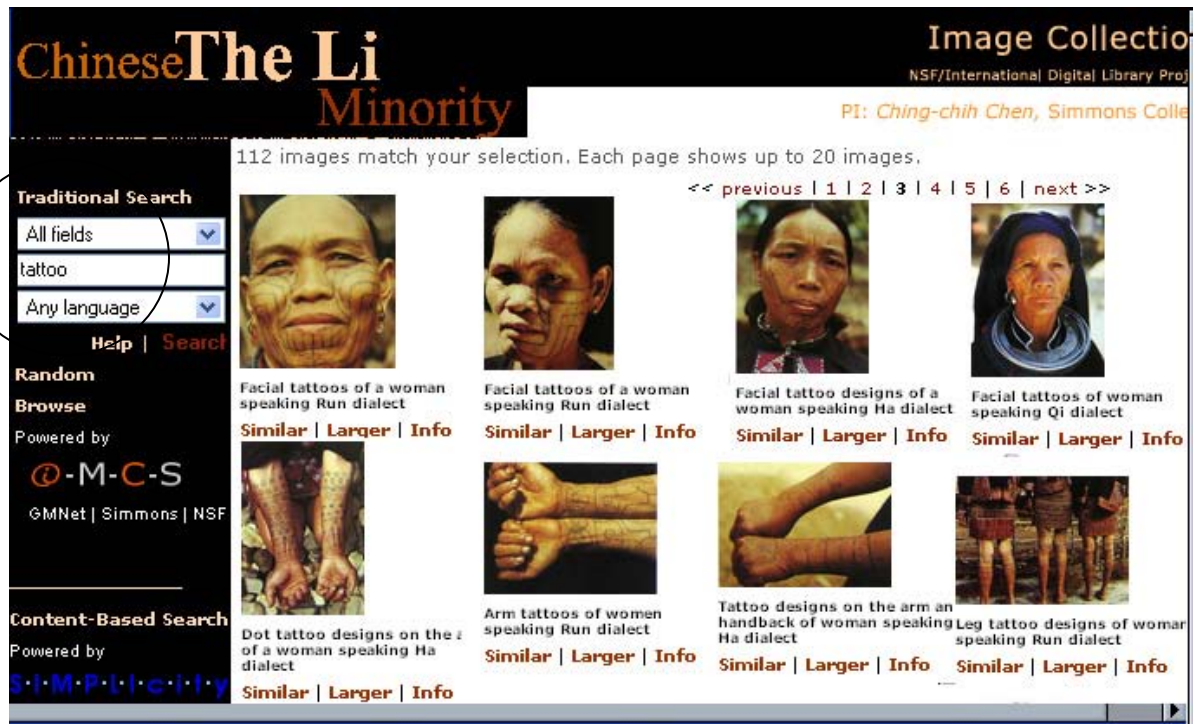 Chinese The Li
Minority
Image Collectio
NSF/International Digital Library Proj
PI: Ching-chih Chen, Simmons Colle
112 images match your selection. Each page shows up to 20 images.
<< previous | 1 | 2 | 3 | 4 | 5 | 6 | next >>
Traditional Search
All fields
tattoo
Any language
Help | Search
Random
Browse
Powered by
i-M-C-S
GMNet | Simmons | NSF
Content-Based Search
Powered by
S·I·M·P·L·I·c·i·t·y
Facial tattoos of a woman
speaking Run dialect
Similar | Larger | Info
Facial tattoos of a woman
speaking Run dialect
Similar | Larger | Info
Facial tattoo designs of a
woman speaking Ha dialect
Similar | Larger | Info
Facial tattoos of woman
speaking Qi dialect
Similar | Larger | Info
Dot tattoo designs on the a
of a woman speaking Ha
dialect
Similar | Larger | Info
Arm tattoos of women
speaking Run dialect
Similar | Larger | Info
Tattoo designs on the arm an
handback of woman speaking
Ha dialect
Similar | Larger | Info
Leg tattoo designs of womar
speaking Run dialect
Similar | Larger | Info